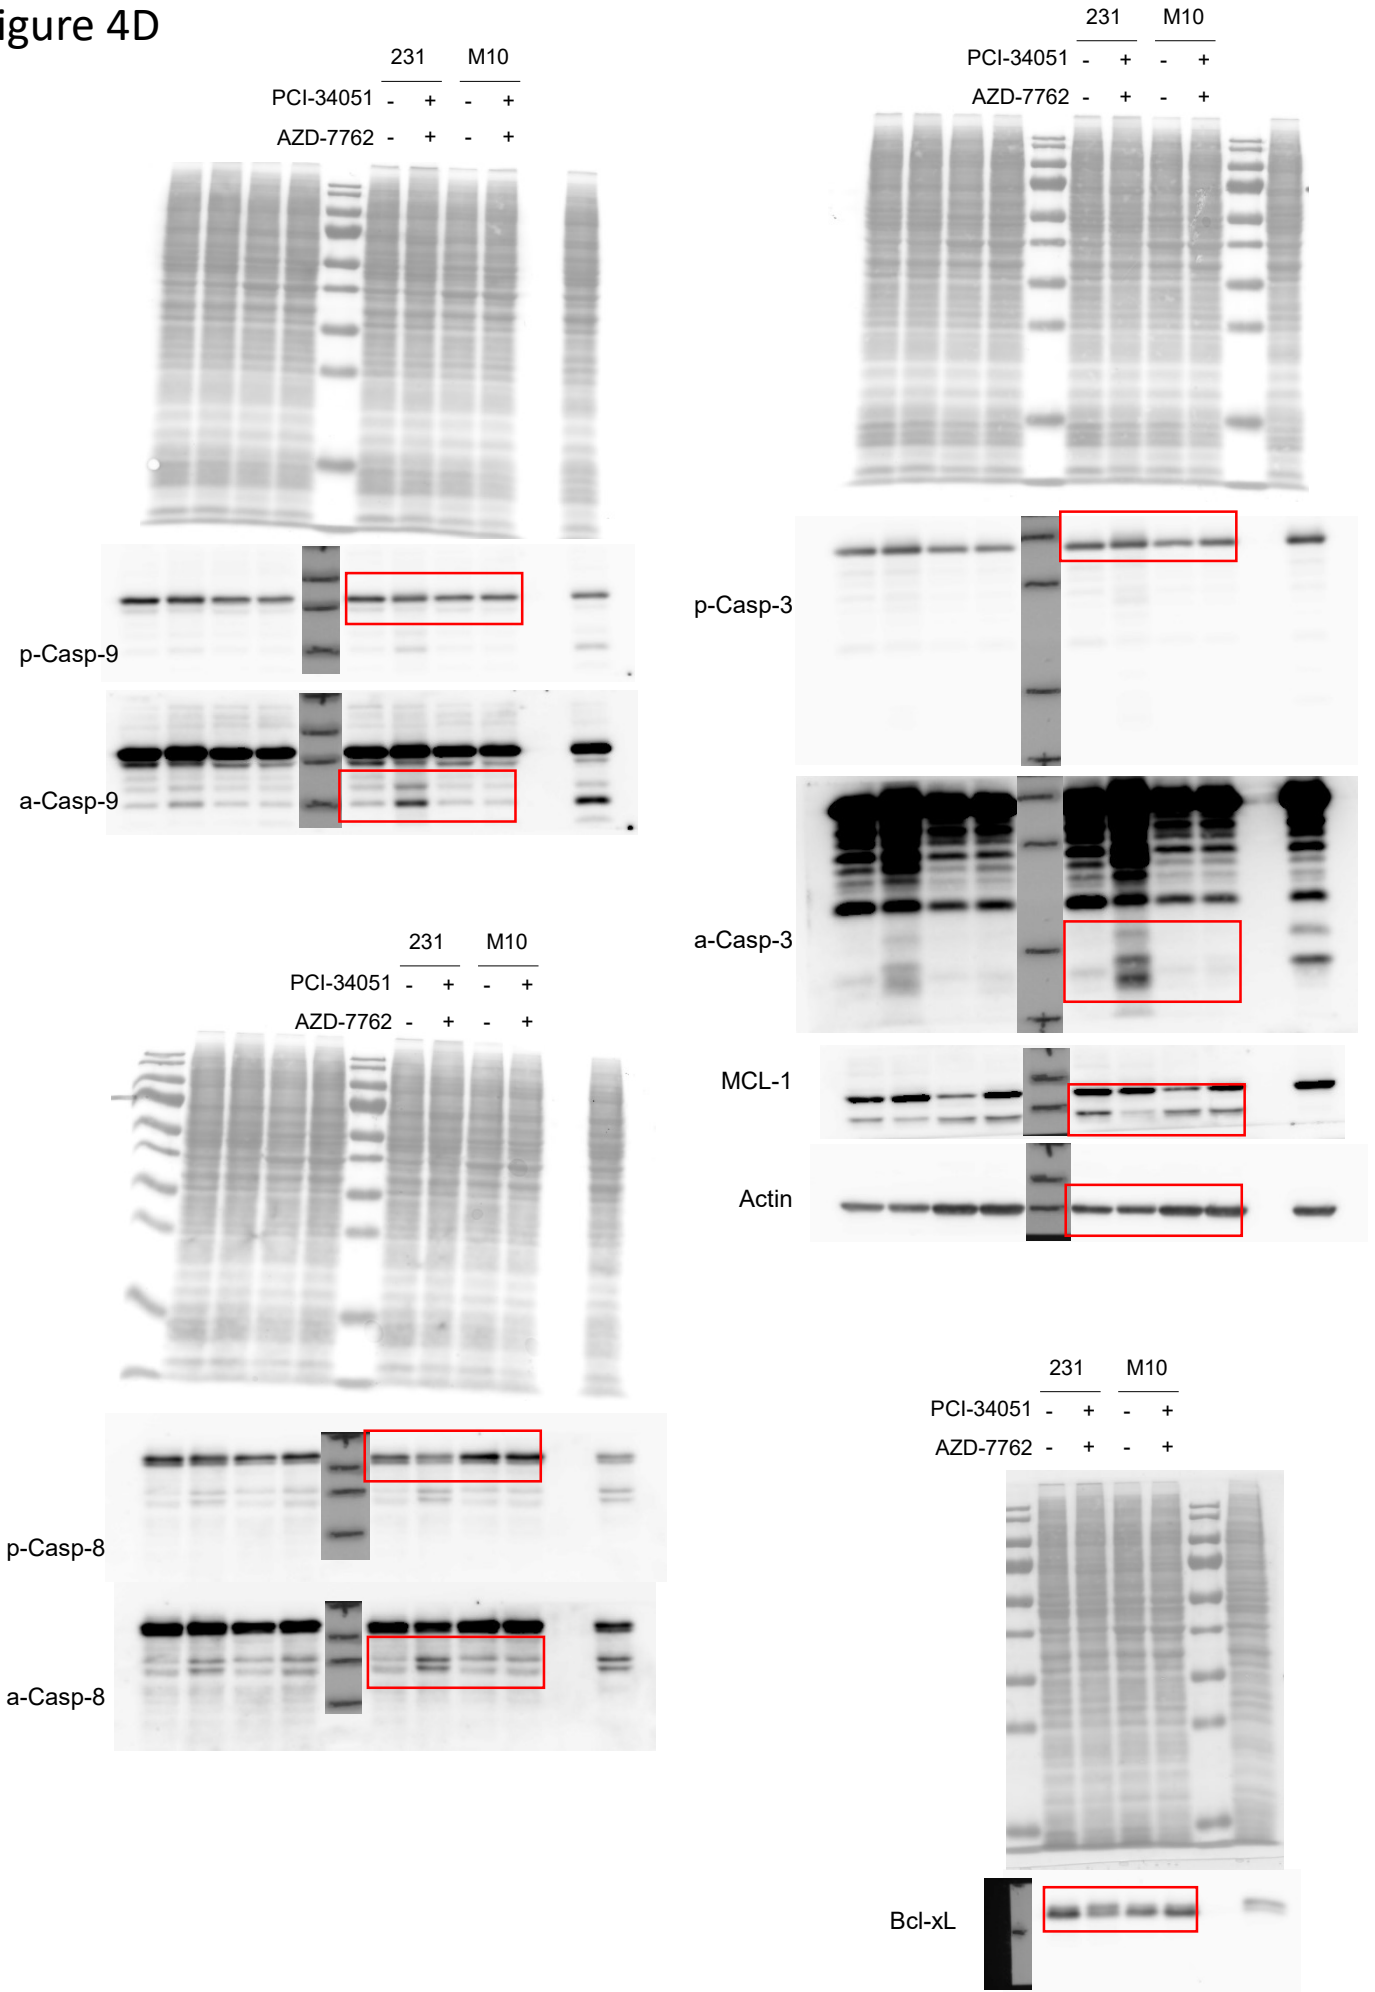 igure 4D
231 M10
PCI-34051 - + - +
AZD-7762 - + - +
p-Casp-9
a-Casp-9
231 M10
PCI-34051 - + - +
AZD-7762 - + - +
p-Casp-8
a-Casp-8
231 M10
PCI-34051 - + - +
AZD-7762 - + - +
p-Casp-3
a-Casp-3
MCL-1
Actin
231 M10
PCI-34051 - + - +
AZD-7762 - + - +
Bcl-xL